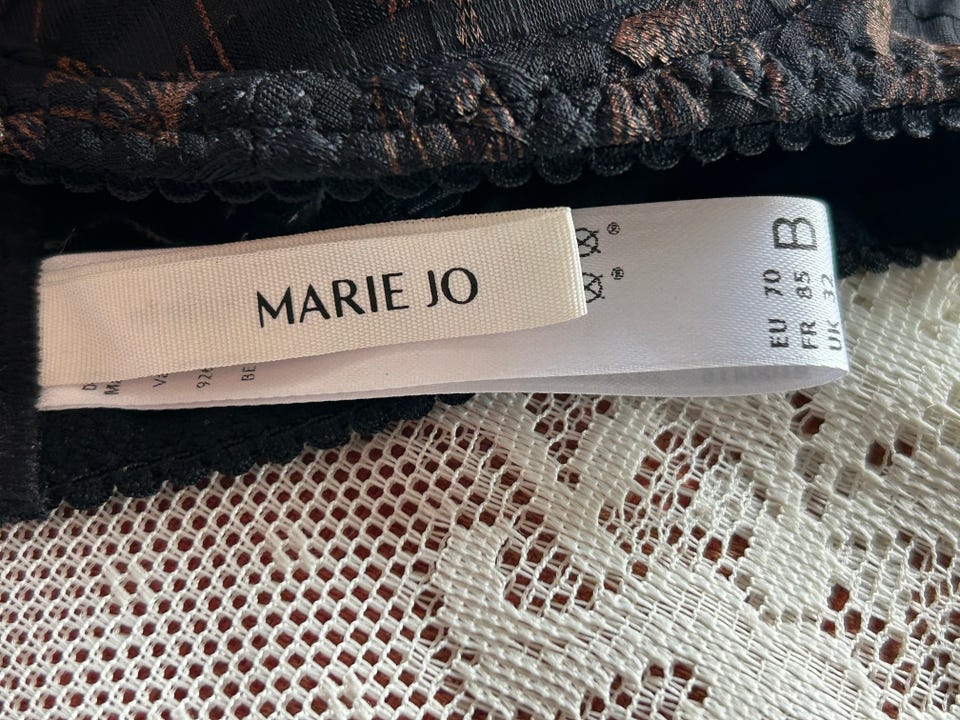 MARIE JO
B
EU 70
FR 85
UK 32